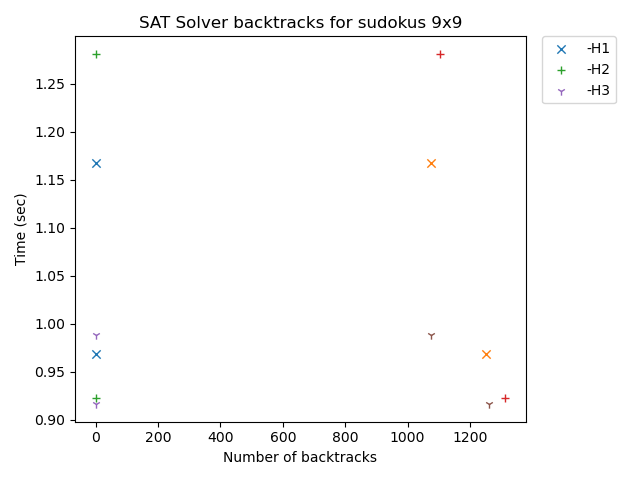 SAT Solver backtracks for sudokus 9x9
-H1
-H2
-H3
1.25
1.20
1.15
1.10
1.05
1.00
0.95
0.90
Time (sec)
0 200 400 600 800 1000 1200
Number of backtracks